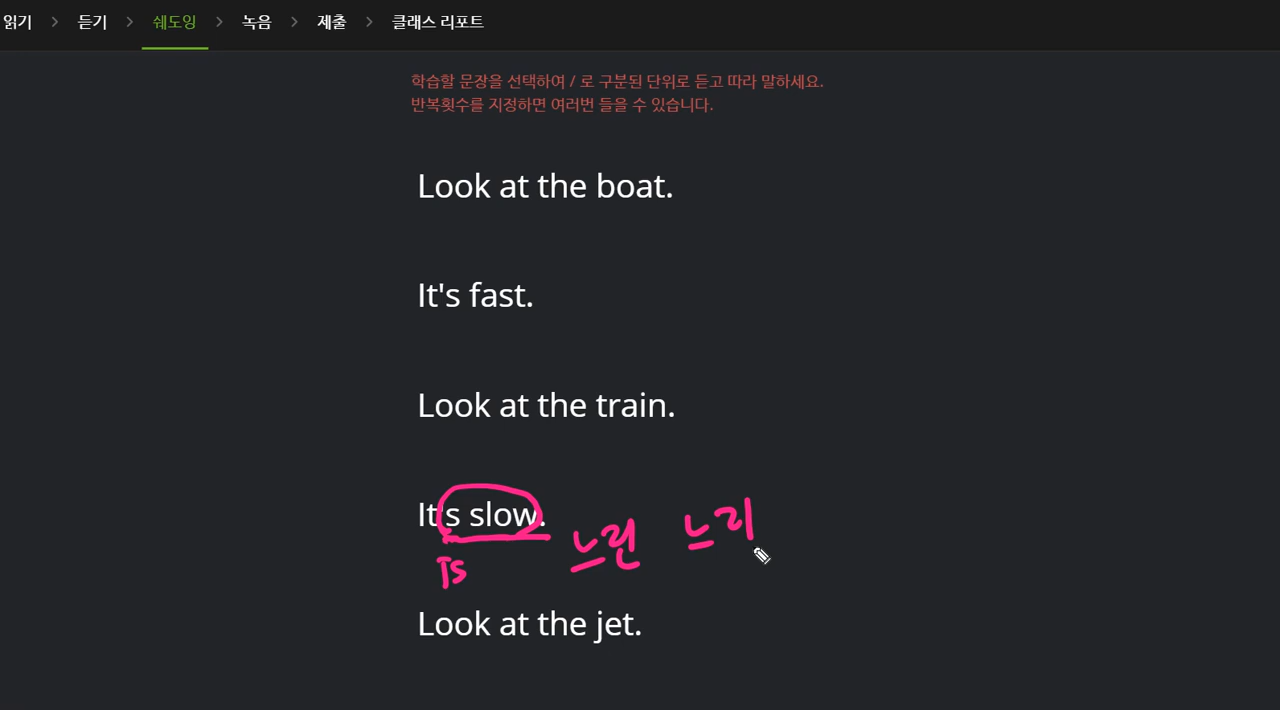 읽기 > 듣기 > 쉐도잉 > 녹음 > 제출 > 클래스 리포트
학습할 문장을 선택하여 / 로 구분된 단위로 듣고 따라 말하세요.
반복횟수를 지정하면 여러번 들을 수 있습니다.
Look at the boat.
It's fast.
Look at the train.
It's slow.
is 느린 느리
Look at the jet.